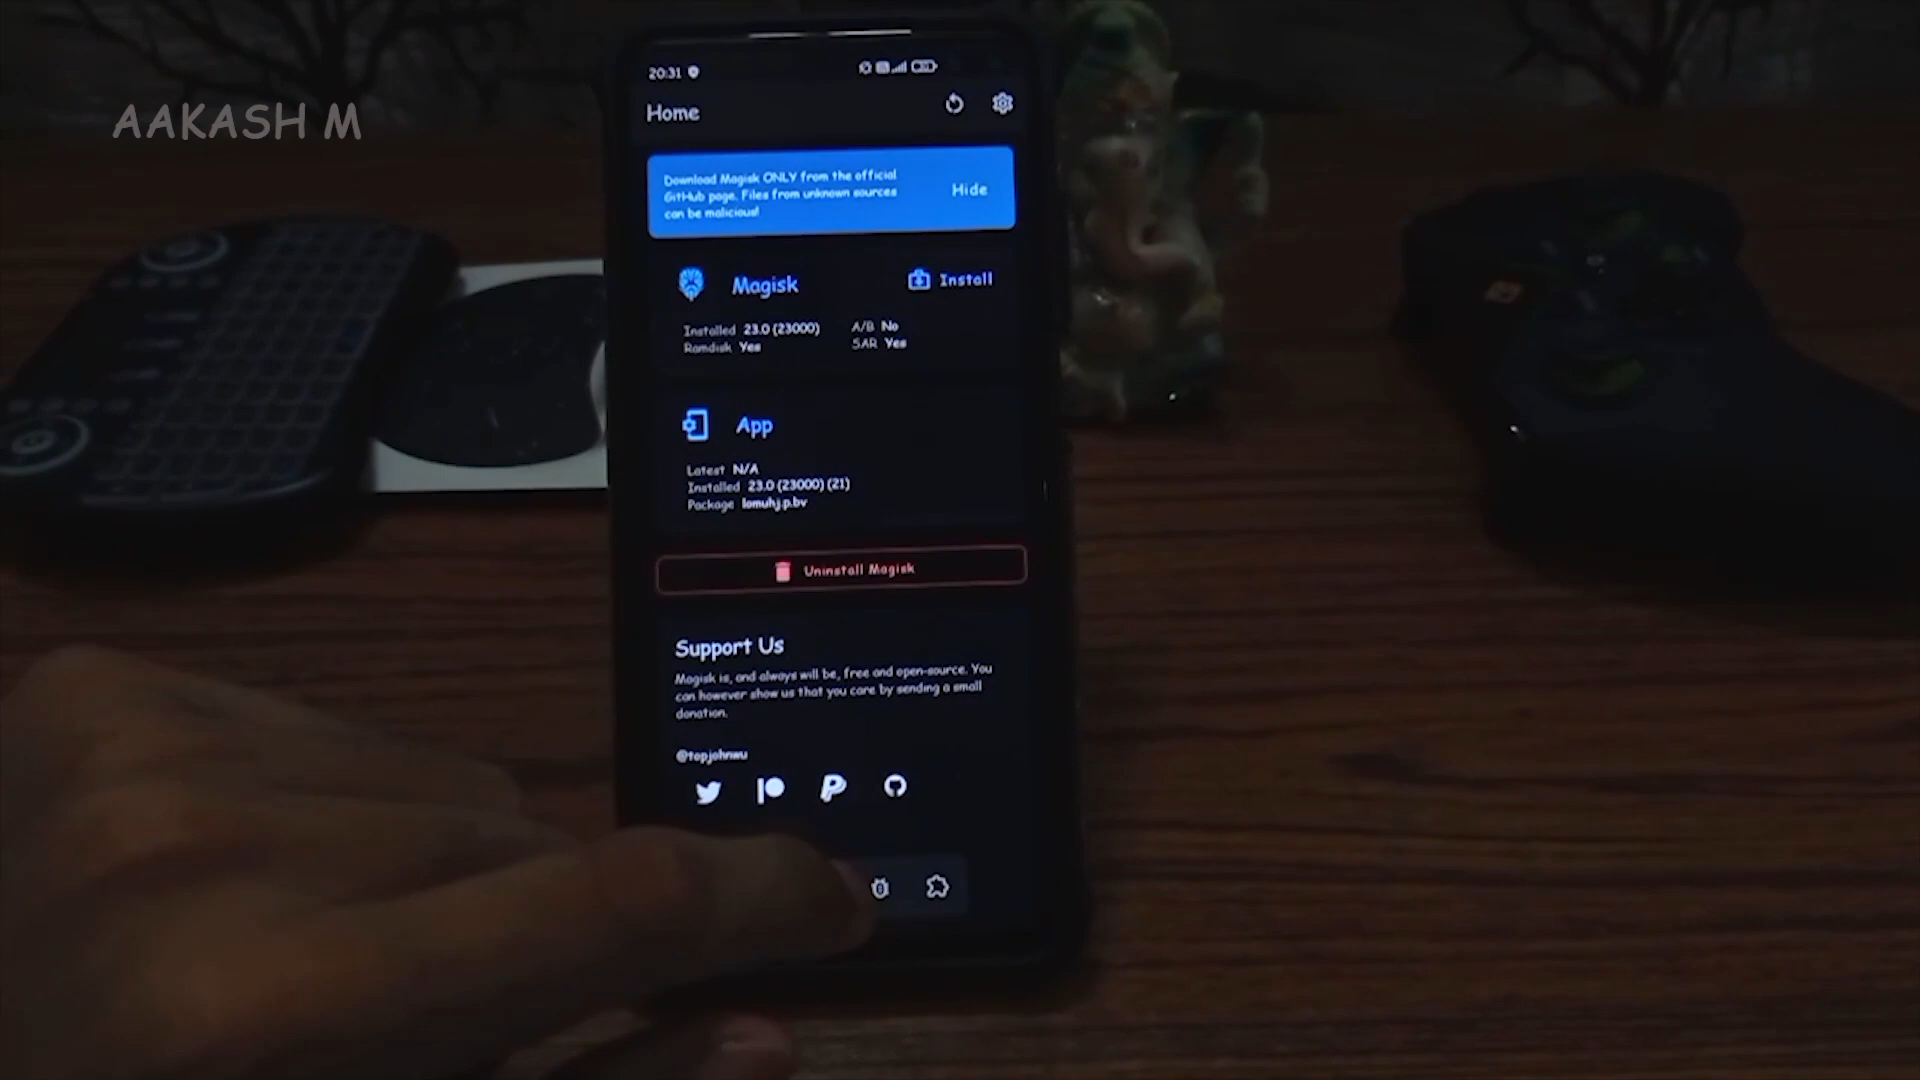 AAKASH M
20:31
Home
Download Magisk ONLY from the official
GitHub page. Files from unknown sources
can be malicious!
Hide
Magisk
Install
Installed 23.0 (23000)
A/B No
Ramdisk Yes
SAR Yes
App
Latest N/A
Installed 23.0 (23000) (21)
Package lomuhj.p.bv
Uninstall Magisk
Support Us
Magisk is, and always will be, free and open-source. You
can however show us that you care by sending a small
donation.
@topjohnwu